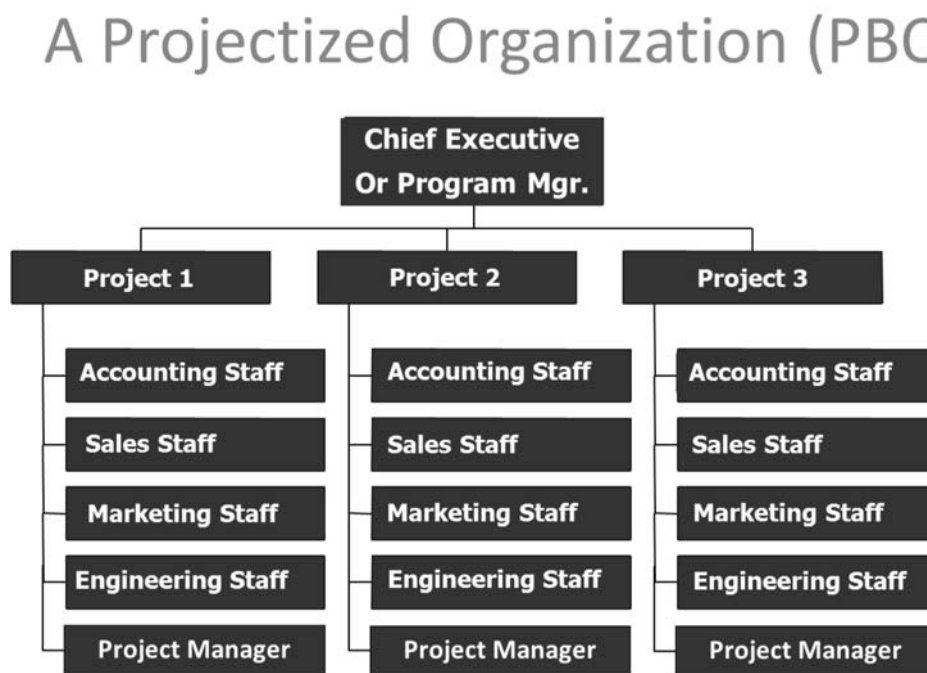 A Projectized Organization (PBO
Chief Executive
Or Program Mgr.
Project 1
Project 2
Project 3
Accounting Staff
Accounting Staff
Accounting Staff
Sales Staff
Sales Staff
Sales Staff
Marketing Staff
Marketing Staff
Marketing Staff
Engineering Staff
Engineering Staff
Engineering Staff
Project Manager
Project Manager
Project Manager